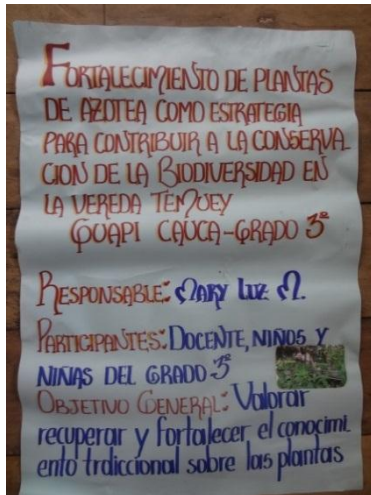 FORTALECIMIENTO DE PLANTAS
DE AZOTEA COMO ESTRATEGIA
PARA CONTRIBUIR A LA CONSERVA-
CION DE LA BIODIVERSIDAD EN
LA VEREDA TEMUEY
GUAPI CAUCA-GRADO 3º
RESPONSABLE: MARY LUZ M.
PARTICIPANTES: DOCENTE, NIÑOS Y
NIÑAS DEL GRADO 3º
OBJETIVO GENERAL: Valorar
recuperar y fortalecer el conocimi
ento tradiccional sobre las plantas